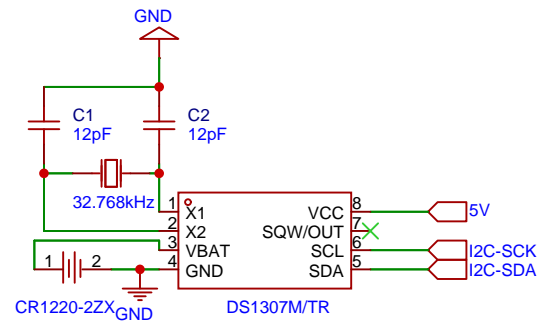 GND
C1
12pF
C2
12pF
32.768kHz
1
X1
2
X2
3
VBAT
4
GND
VCC
8
5V
SQW/OUT
7
SCL
6
I2C-SCK
SDA
5
I2C-SDA
1
2
CR1220-2ZX
GND
DS1307M/TR